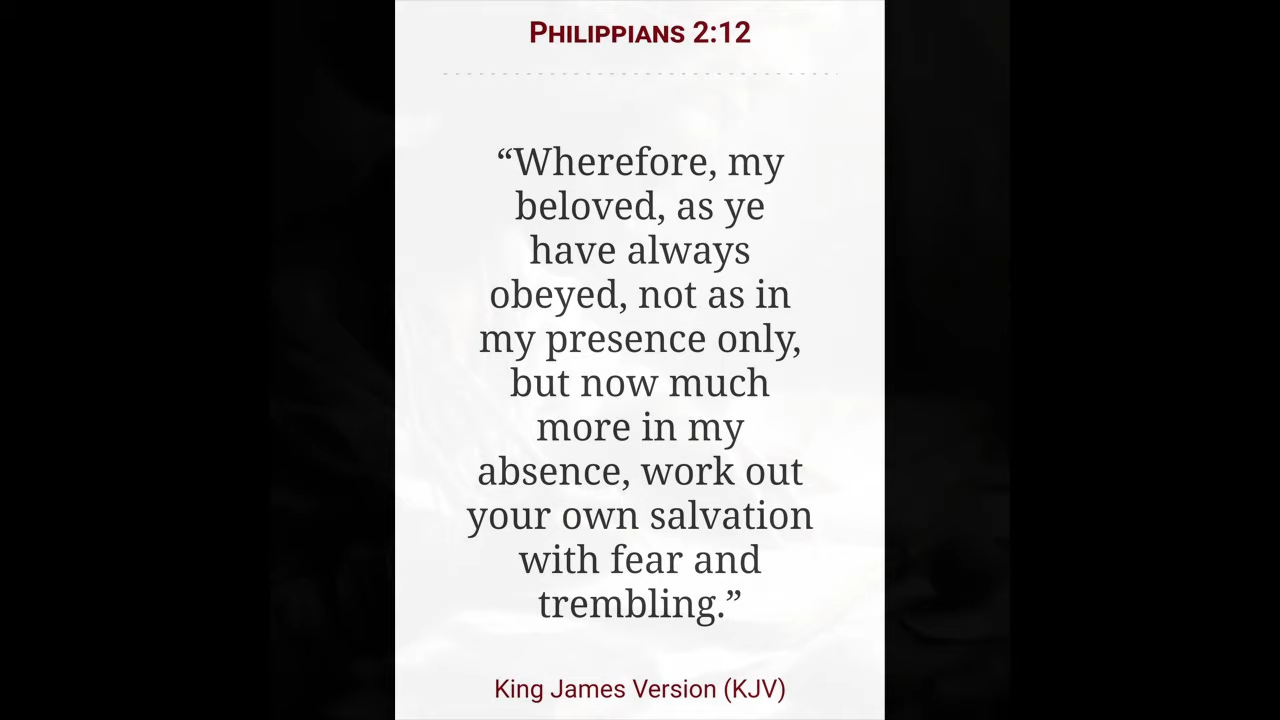 Philippians 2:12
“Wherefore, my
beloved, as ye
have always
obeyed, not as in
my presence only,
but now much
more in my
absence, work out
your own salvation
with fear and
trembling.”
King James Version (KJV)